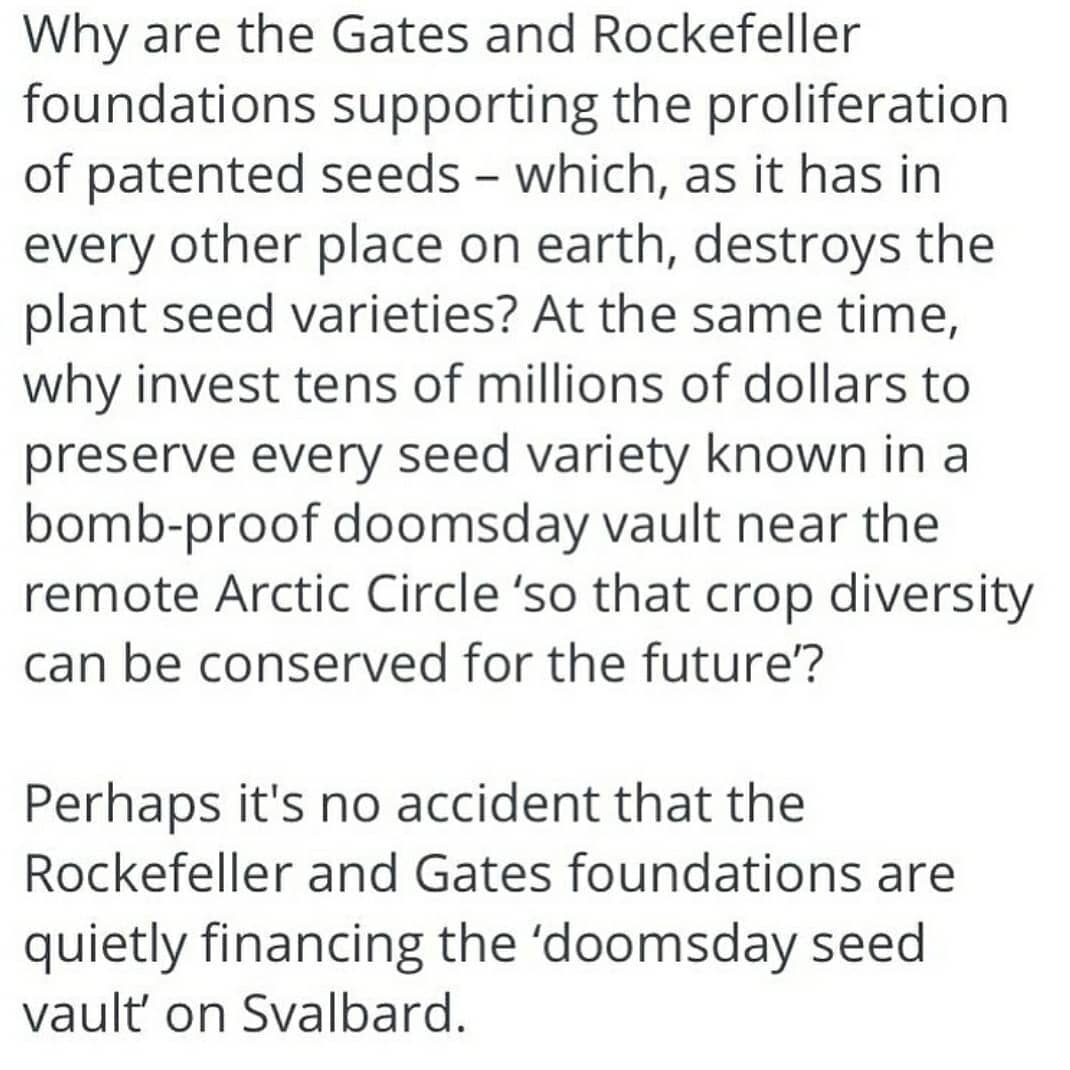 Why are the Gates and Rockefeller
foundations supporting the proliferation
of patented seeds – which, as it has in
every other place on earth, destroys the
plant seed varieties? At the same time,
why invest tens of millions of dollars to
preserve every seed variety known in a
bomb-proof doomsday vault near the
remote Arctic Circle ‘so that crop diversity
can be conserved for the future’?
Perhaps it's no accident that the
Rockefeller and Gates foundations are
quietly financing the ‘doomsday seed
vault’ on Svalbard.